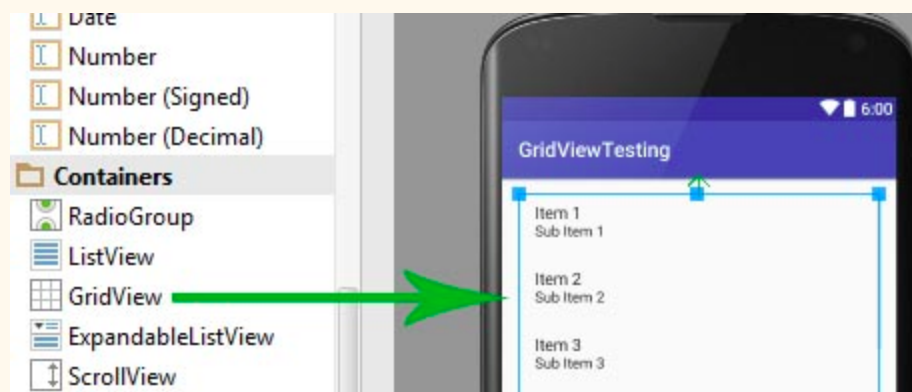 Date
Number
Number (Signed)
Number (Decimal)
Containers
RadioGroup
ListView
GridView
ExpandableListView
ScrollView
6:00
GridViewTesting
Item 1
Sub Item 1
Item 2
Sub Item 2
Item 3
Sub Item 3